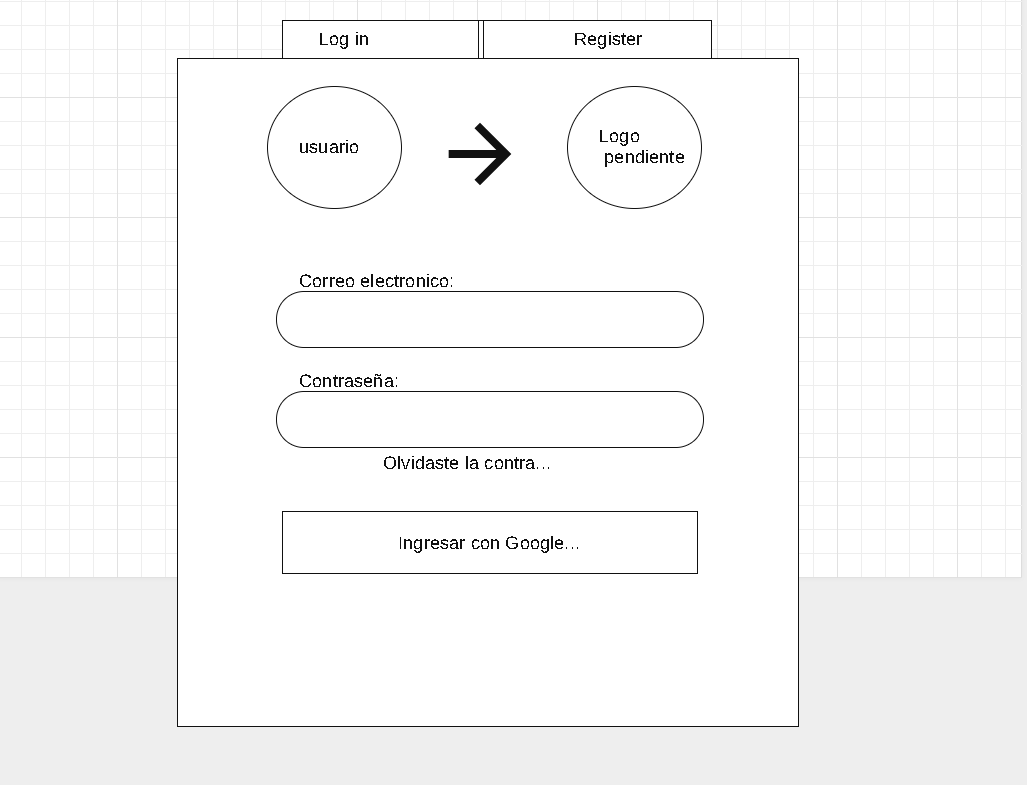 Log in
Register
usuario
Logo
pendiente
Correo electronico:
Contraseña:
Olvidaste la contra...
Ingresar con Google...